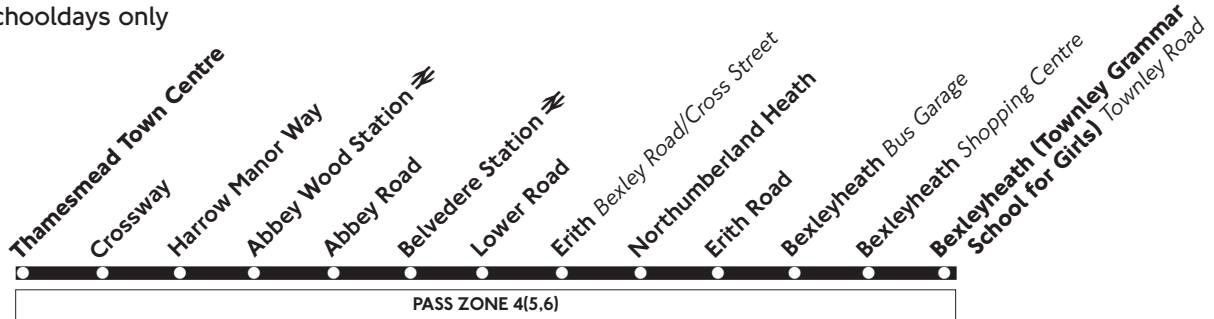 chooldays only
Thamesmead Town Centre
Crossway
Harrow Manor Way
Abbey Wood Station
Abbey Road
Belvedere Station
Lower Road
Erith Bexley Road/Cross Street
Northumberland Heath
Erith Road
Bexleyheath Bus Garage
Bexleyheath Shopping Centre
Bexleyheath (Townley Grammar
School for Girls) Townley Road
PASS ZONE 4(5,6)